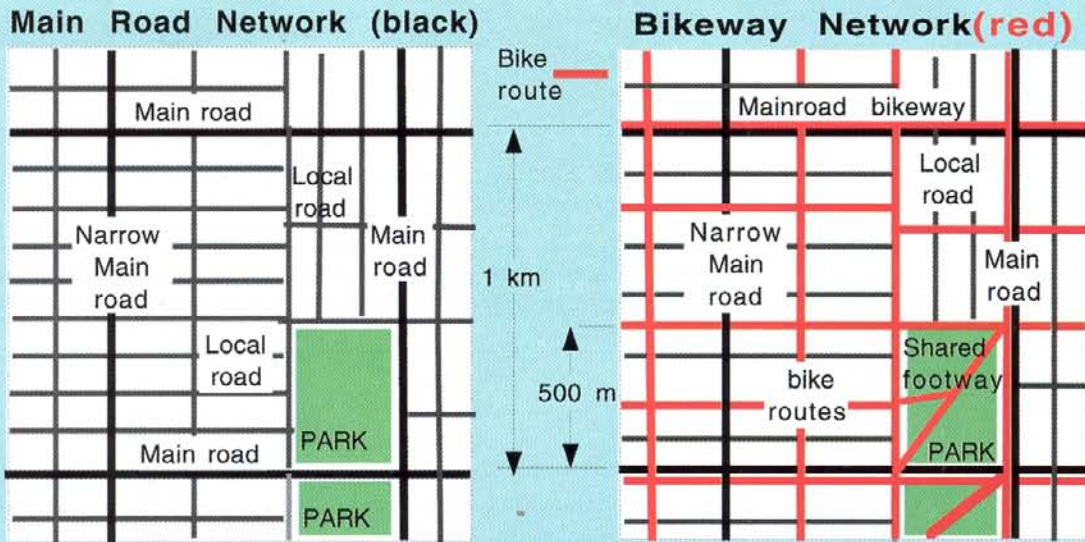 Main Road Network (black)
Main road
Local
road
Narrow
Main
road
Main
road
Local
road
PARK
Main road
PARK
Bike
route
1 km
500 m
Bikeway Network(red)
Mainroad bikeway
Local
road
Narrow
Main
road
Main
road
Shared
footway
bike
routes
PARK